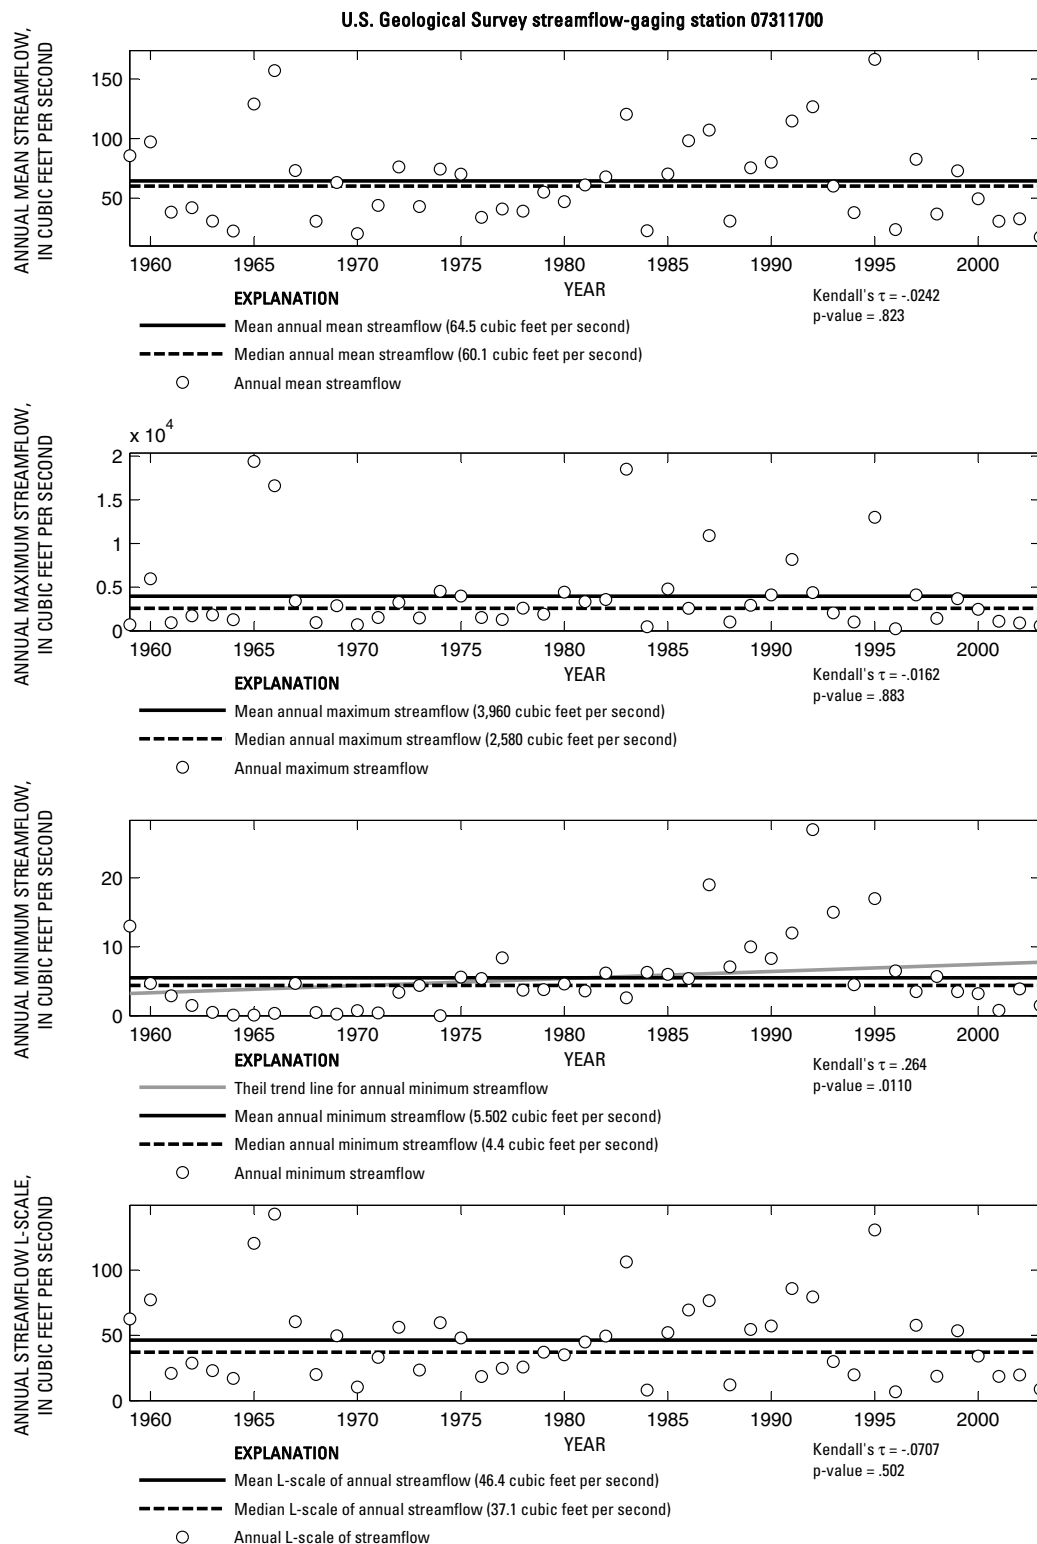 U.S. Geological Survey streamflow-gaging station 07311700
ANNUAL MEAN STREAMFLOW,
IN CUBIC FEET PER SECOND
150
100
50
1960 1965 1970 1975 1980 1985 1990 1995 2000
YEAR
Kendall's τ = -.0242
p-value = .823
EXPLANATION
Mean annual mean streamflow (64.5 cubic feet per second)
Median annual mean streamflow (60.1 cubic feet per second)
Annual mean streamflow
ANNUAL MAXIMUM STREAMFLOW,
IN CUBIC FEET PER SECOND
x 10^4
2
1.5
1
0.5
0
1960 1965 1970 1975 1980 1985 1990 1995 2000
YEAR
Kendall's τ = -.0162
p-value = .883
EXPLANATION
Mean annual maximum streamflow (3,960 cubic feet per second)
Median annual maximum streamflow (2,580 cubic feet per second)
Annual maximum streamflow
ANNUAL MINIMUM STREAMFLOW,
IN CUBIC FEET PER SECOND
20
10
0
1960 1965 1970 1975 1980 1985 1990 1995 2000
YEAR
Kendall's τ = .264
p-value = .0110
EXPLANATION
Theil trend line for annual minimum streamflow
Mean annual minimum streamflow (5.502 cubic feet per second)
Median annual minimum streamflow (4.4 cubic feet per second)
Annual minimum streamflow
ANNUAL STREAMFLOW L-SCALE,
IN CUBIC FEET PER SECOND
100
50
0
1960 1965 1970 1975 1980 1985 1990 1995 2000
YEAR
Kendall's τ = -.0707
p-value = .502
EXPLANATION
Mean L-scale of annual streamflow (46.4 cubic feet per second)
Median L-scale of annual streamflow (37.1 cubic feet per second)
Annual L-scale of streamflow